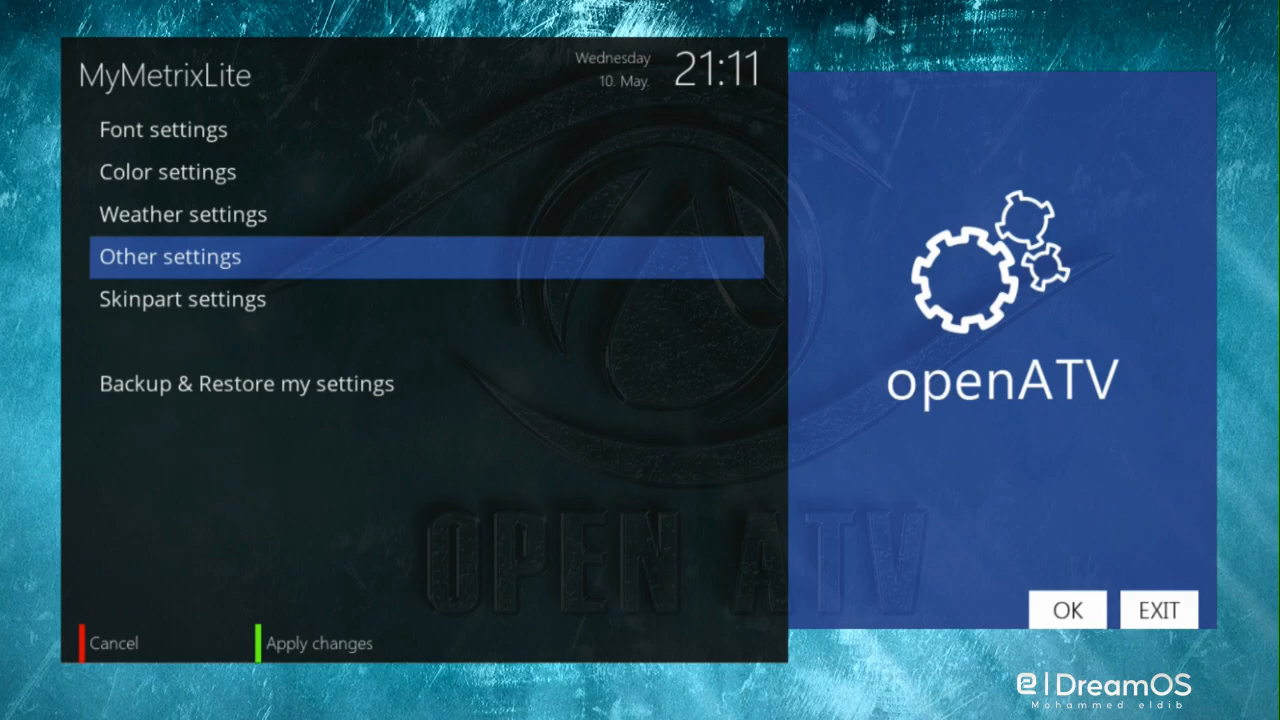 MyMetrixLite
Wednesday
10. May.
21:11
Font settings
Color settings
Weather settings
Other settings
Skinpart settings
Backup & Restore my settings
Cancel
Apply changes
openATV
OK
EXIT
OPEN ATV
DreamOS
Mohammed eldib